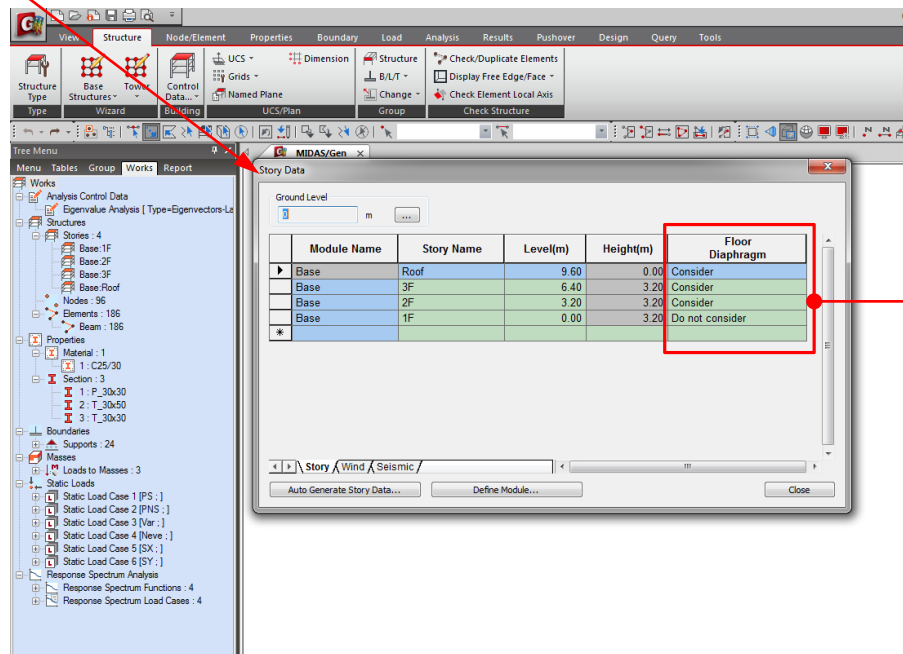 View Structure Node/Element Properties Boundary Load Analysis Results Pushover Design Query Tools
Structure Type
Base Structures
Tower
Control Data...
UCS
Grids
Named Plane
Dimension
Structure
B/L/T
Change
Check/Duplicate Elements
Display Free Edge/Face
Check Element Local Axis
Type Wizard Building UCS/Plan Group Check Structure
Tree Menu
MIDAS/Gen
Menu Tables Group Works Report
Works
Analysis Control Data
Eigenvalue Analysis [ Type=Eigenvectors-La
Structures
Stories : 4
Base:1F
Base:2F
Base:3F
Base:Roof
Nodes : 96
Elements : 186
Beam : 186
Properties
Material : 1
1 : C25/30
Section : 3
1 : P_30x30
2 : T_30x50
3 : T_30x30
Boundaries
Supports : 24
Masses
Loads to Masses : 3
Static Loads
Static Load Case 1 [PS ; ]
Static Load Case 2 [PNS ; ]
Static Load Case 3 [Var ; ]
Static Load Case 4 [Neve ; ]
Static Load Case 5 [SX ; ]
Static Load Case 6 [SY ; ]
Response Spectrum Analysis
Response Spectrum Functions : 4
Response Spectrum Load Cases : 4
Story Data
Ground Level
0 m ...
Module Name Story Name Level(m) Height(m) Floor Diaphragm
Base Roof 9.60 0.00 Consider
Base 3F 6.40 3.20 Consider
Base 2F 3.20 3.20 Consider
Base 1F 0.00 3.20 Do not consider
Story Wind Seismic
Auto Generate Story Data... Define Module... Close